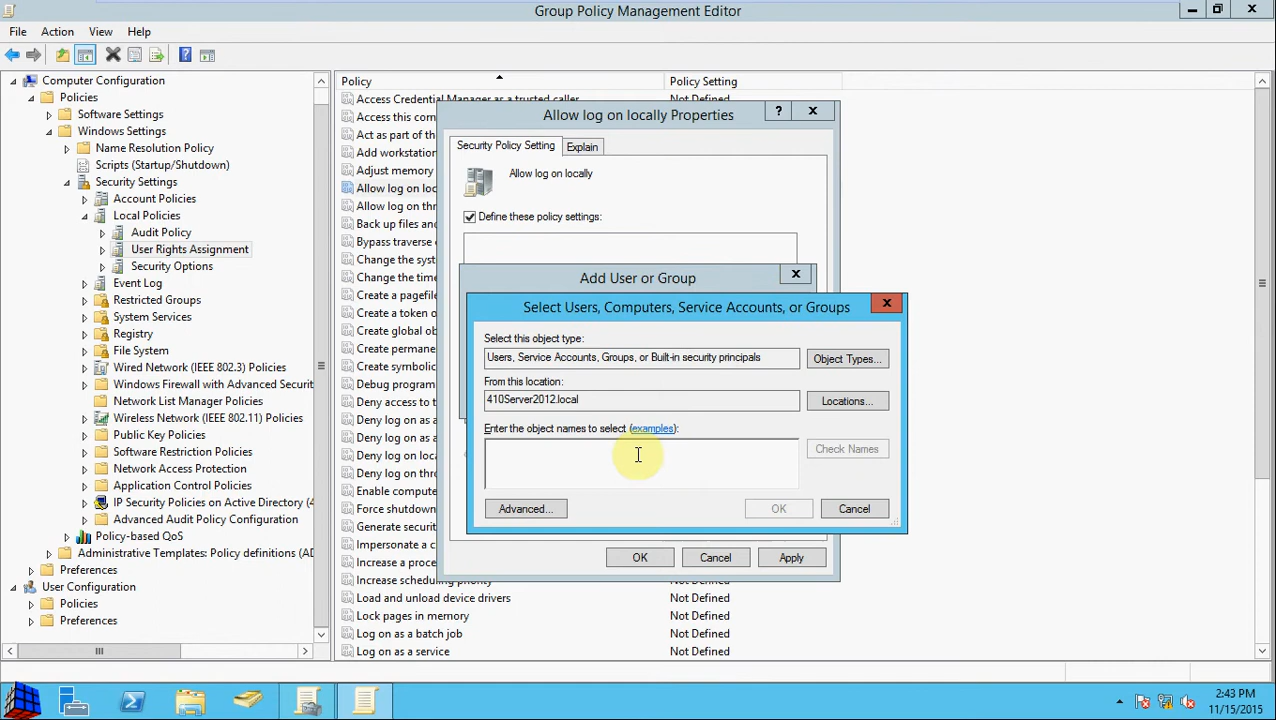 Group Policy Management Editor
File Action View Help
Computer Configuration
Policies
Software Settings
Windows Settings
Name Resolution Policy
Scripts (Startup/Shutdown)
Security Settings
Account Policies
Local Policies
Audit Policy
User Rights Assignment
Security Options
Event Log
Restricted Groups
System Services
Registry
File System
Wired Network (IEEE 802.3) Policies
Windows Firewall with Advanced Securit
Network List Manager Policies
Wireless Network (IEEE 802.11) Policies
Public Key Policies
Software Restriction Policies
Network Access Protection
Application Control Policies
IP Security Policies on Active Directory (4
Advanced Audit Policy Configuration
Policy-based QoS
Administrative Templates: Policy definitions (AD
Preferences
User Configuration
Policies
Preferences
Policy Policy Setting
Access Credential Manager as a trusted caller Not Defined
Access this com
Act as part of the
Add workstation
Adjust memory
Allow log on loc
Allow log on thr
Back up files and
Bypass traverse
Change the syst
Change the time
Create a pagefile
Create a token o
Create global ob
Create permane
Create symbolic
Debug program
Deny access to t
Deny log on as a
Deny log on as a
Deny log on loca
Deny log on thro
Enable compute
Force shutdown
Generate securit
Impersonate a c
Increase a proce
Increase scheduling priority Not Defined
Load and unload device drivers Not Defined
Lock pages in memory Not Defined
Log on as a batch job Not Defined
Log on as a service Not Defined
Allow log on locally Properties
?
Security Policy Setting Explain
Allow log on locally
Define these policy settings:
Add User or Group
Select Users, Computers, Service Accounts, or Groups
Select this object type:
Users, Service Accounts, Groups, or Built-in security principals Object Types...
From this location:
410Server2012.local Locations...
Enter the object names to select (examples):
Check Names
Advanced... OK Cancel
OK Cancel Apply
2:43 PM
11/15/2015